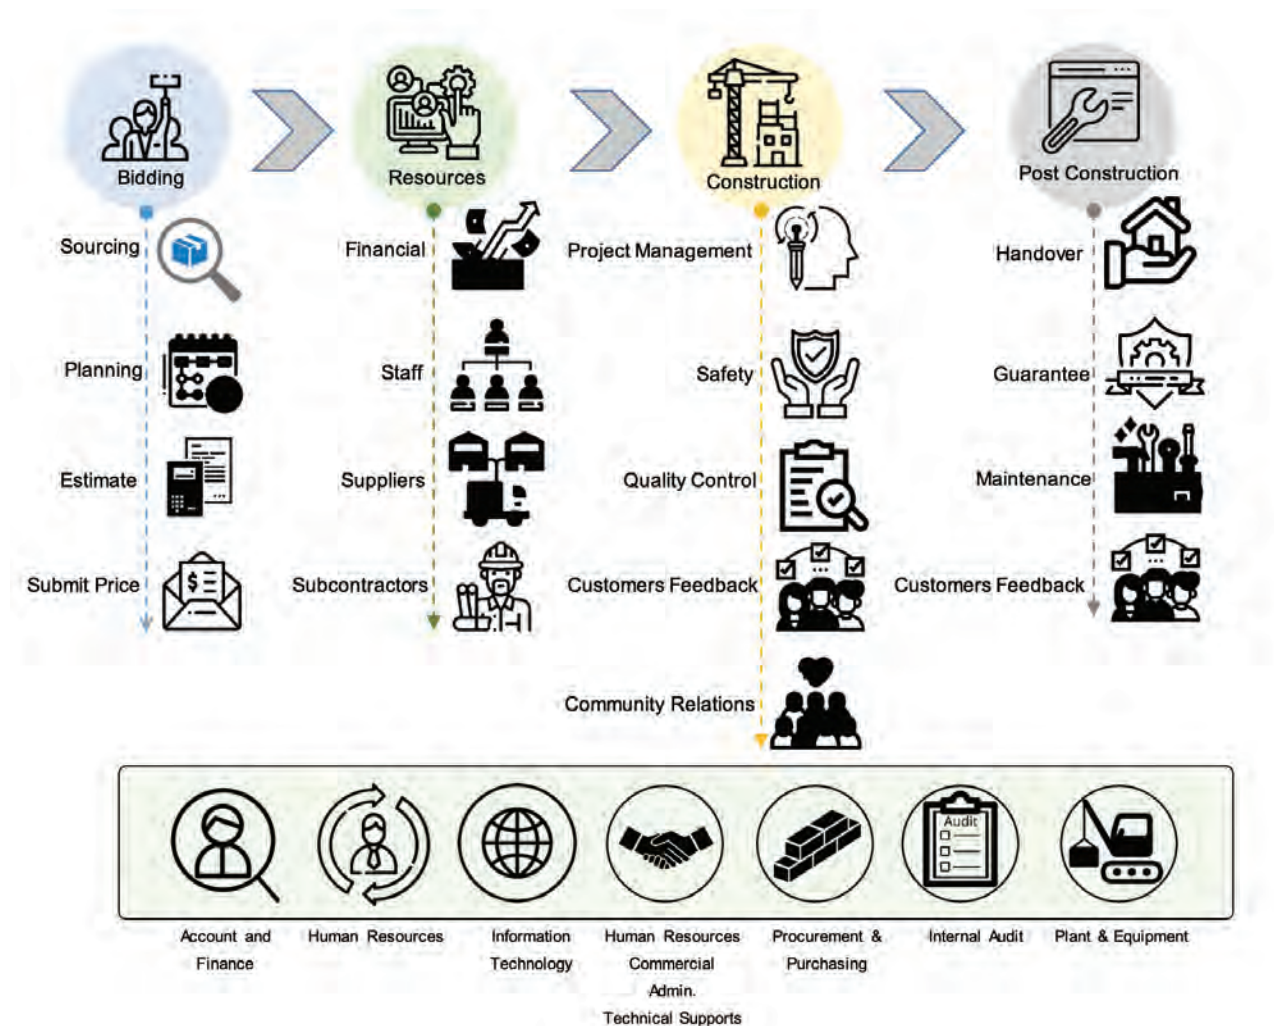 Bidding
Resources
Construction
Post Construction
Sourcing
Financial
Project Management
Handover
Planning
Staff
Safety
Guarantee
Estimate
Suppliers
Quality Control
Maintenance
Submit Price
$
Subcontractors
Customers Feedback
Customers Feedback
Community Relations
Audit
Account and
Finance
Human Resources
Information
Technology
Human Resources
Commercial
Admin.
Technical Supports
Procurement &
Purchasing
Internal Audit
Plant & Equipment